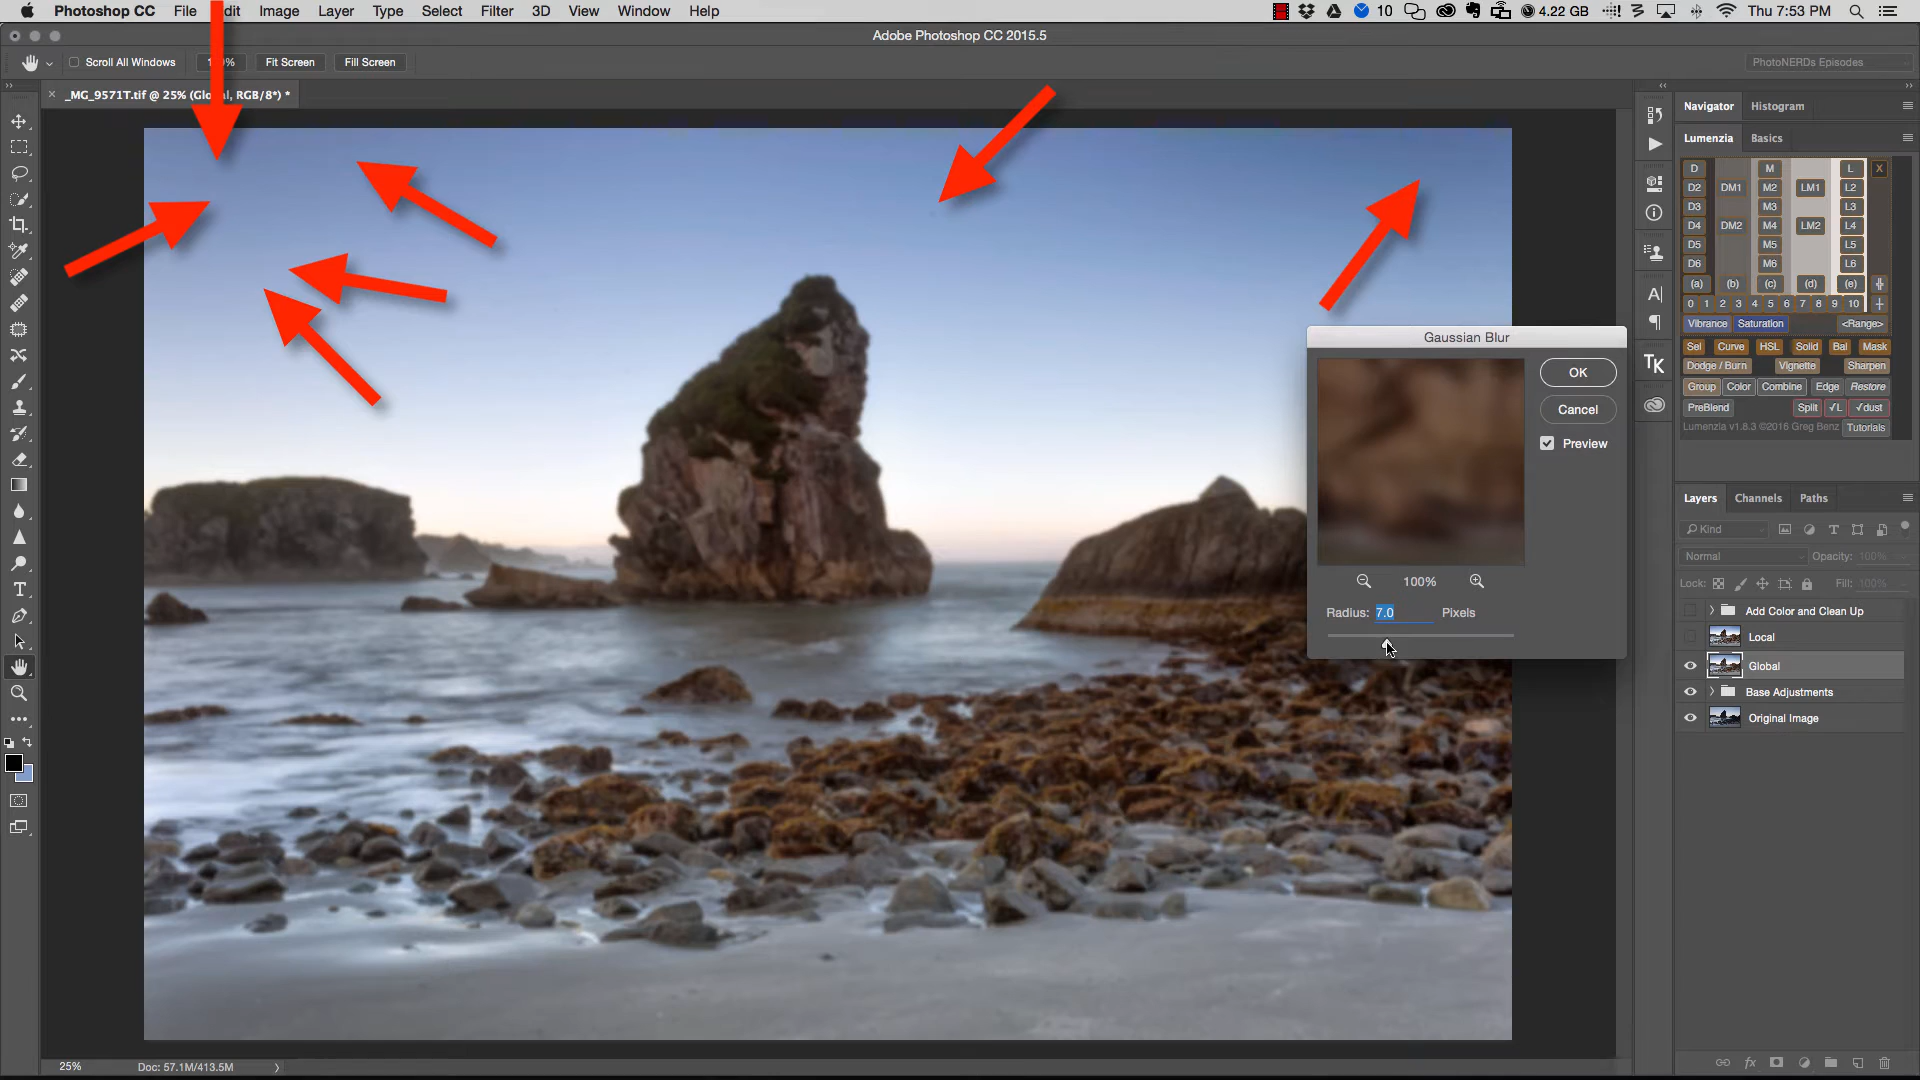 Photoshop CC File dit Image Layer Type Select Filter 3D View Window Help 10 4.22 GB Thu 7:53 PM
Adobe Photoshop CC 2015.5
Scroll All Windows Fit Screen Fill Screen PhotoNERDs Episodes
× _MG_9571T.tif @ 25% (Glo l, RGB/8*) *
Navigator Histogram
Lumenzia Basics
D M L X
D2 DM1 M2 LM1 L2
D3 M3 L3
D4 DM2 M4 LM2 L4
D5 M5 L5
D6 M6 L6
(a) (b) (c) (d) (e)
0 1 2 3 4 5 6 7 8 9 10
Vibrance Saturation <Range>
Sel Curve HSL Solid Bal Mask
Dodge / Burn Vignette Sharpen
Group Color Combine Edge Restore
PreBlend Split √L √dust
Lumenzia v1.8.3 ©2016 Greg Benz Tutorials
TK
Gaussian Blur
OK
Cancel
Preview
100%
Radius: 7.0 Pixels
Layers Channels Paths
Kind
Normal Opacity: 100%
Lock: Fill: 100%
Add Color and Clean Up
Local
Global
Base Adjustments
Original Image
25% Doc: 57.1M/413.5M